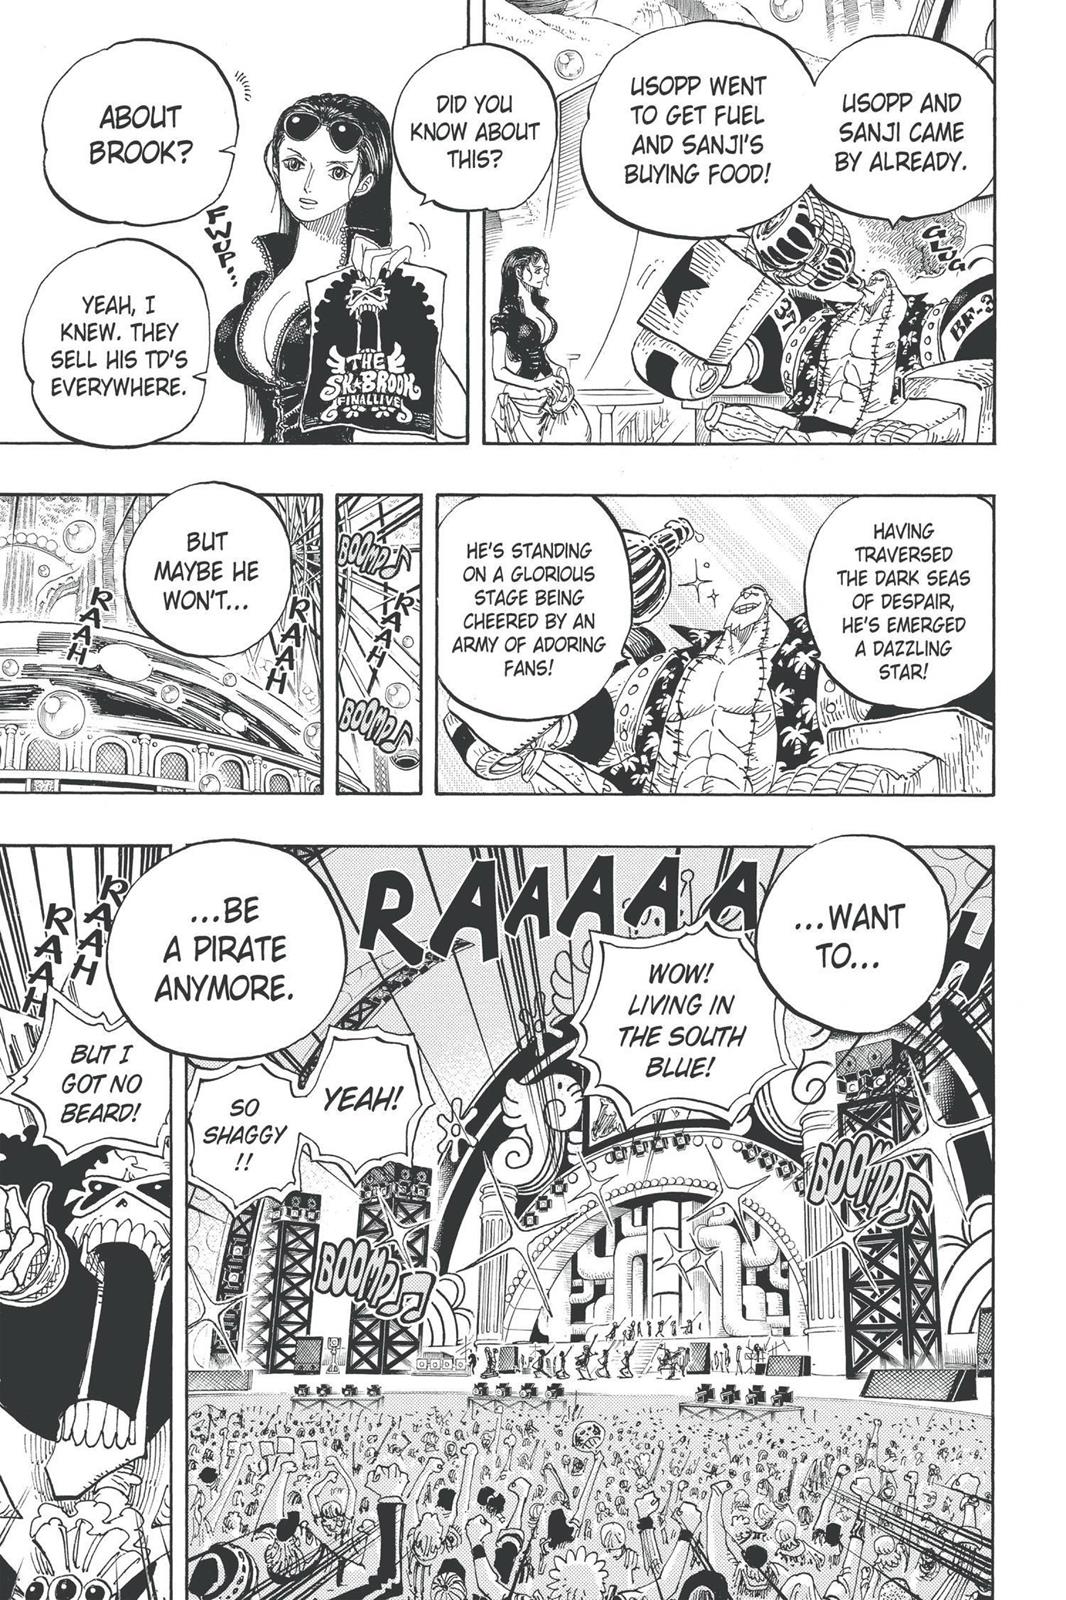 USOPP AND
SANJI CAME
BY ALREADY.
USOPP WENT
TO GET FUEL
AND SANJI'S
BUYING FOOD!
GLUG
37
BF-3
DID YOU
KNOW ABOUT
THIS?
ABOUT
BROOK?
FWUP...
THE
SK★BROOK
FINAL LIVE
YEAH, I
KNEW. THEY
SELL HIS TD'S
EVERYWHERE.
HAVING
TRAVERSED
THE DARK SEAS
OF DESPAIR,
HE'S EMERGED
A DAZZLING
STAR!
HE'S STANDING
ON A GLORIOUS
STAGE BEING
CHEERED BY AN
ARMY OF ADORING
FANS!
BOOMP♫
RAAH
BOOMP♫
BUT
MAYBE HE
WON'T...
RAAH
RAAH
...WANT
TO...
RAAAAAAH
WOW!
LIVING IN
THE SOUTH
BLUE!
BOOMP♫
YEAH!
SO
SHAGGY
!!
BOOMP♫
...BE
A PIRATE
ANYMORE.
RAAH
RAAH
BUT I
GOT NO
BEARD!